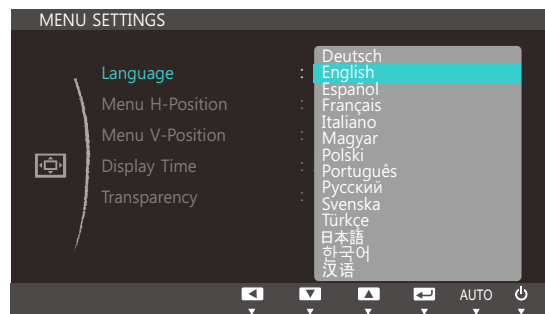 MENU SETTINGS
Language :
Menu H-Position :
Menu V-Position :
Display Time :
Transparency :
Deutsch
English
Español
Français
Italiano
Magyar
Polski
Português
Русский
Svenska
Türkçe
日本語
한국어
汉语
AUTO